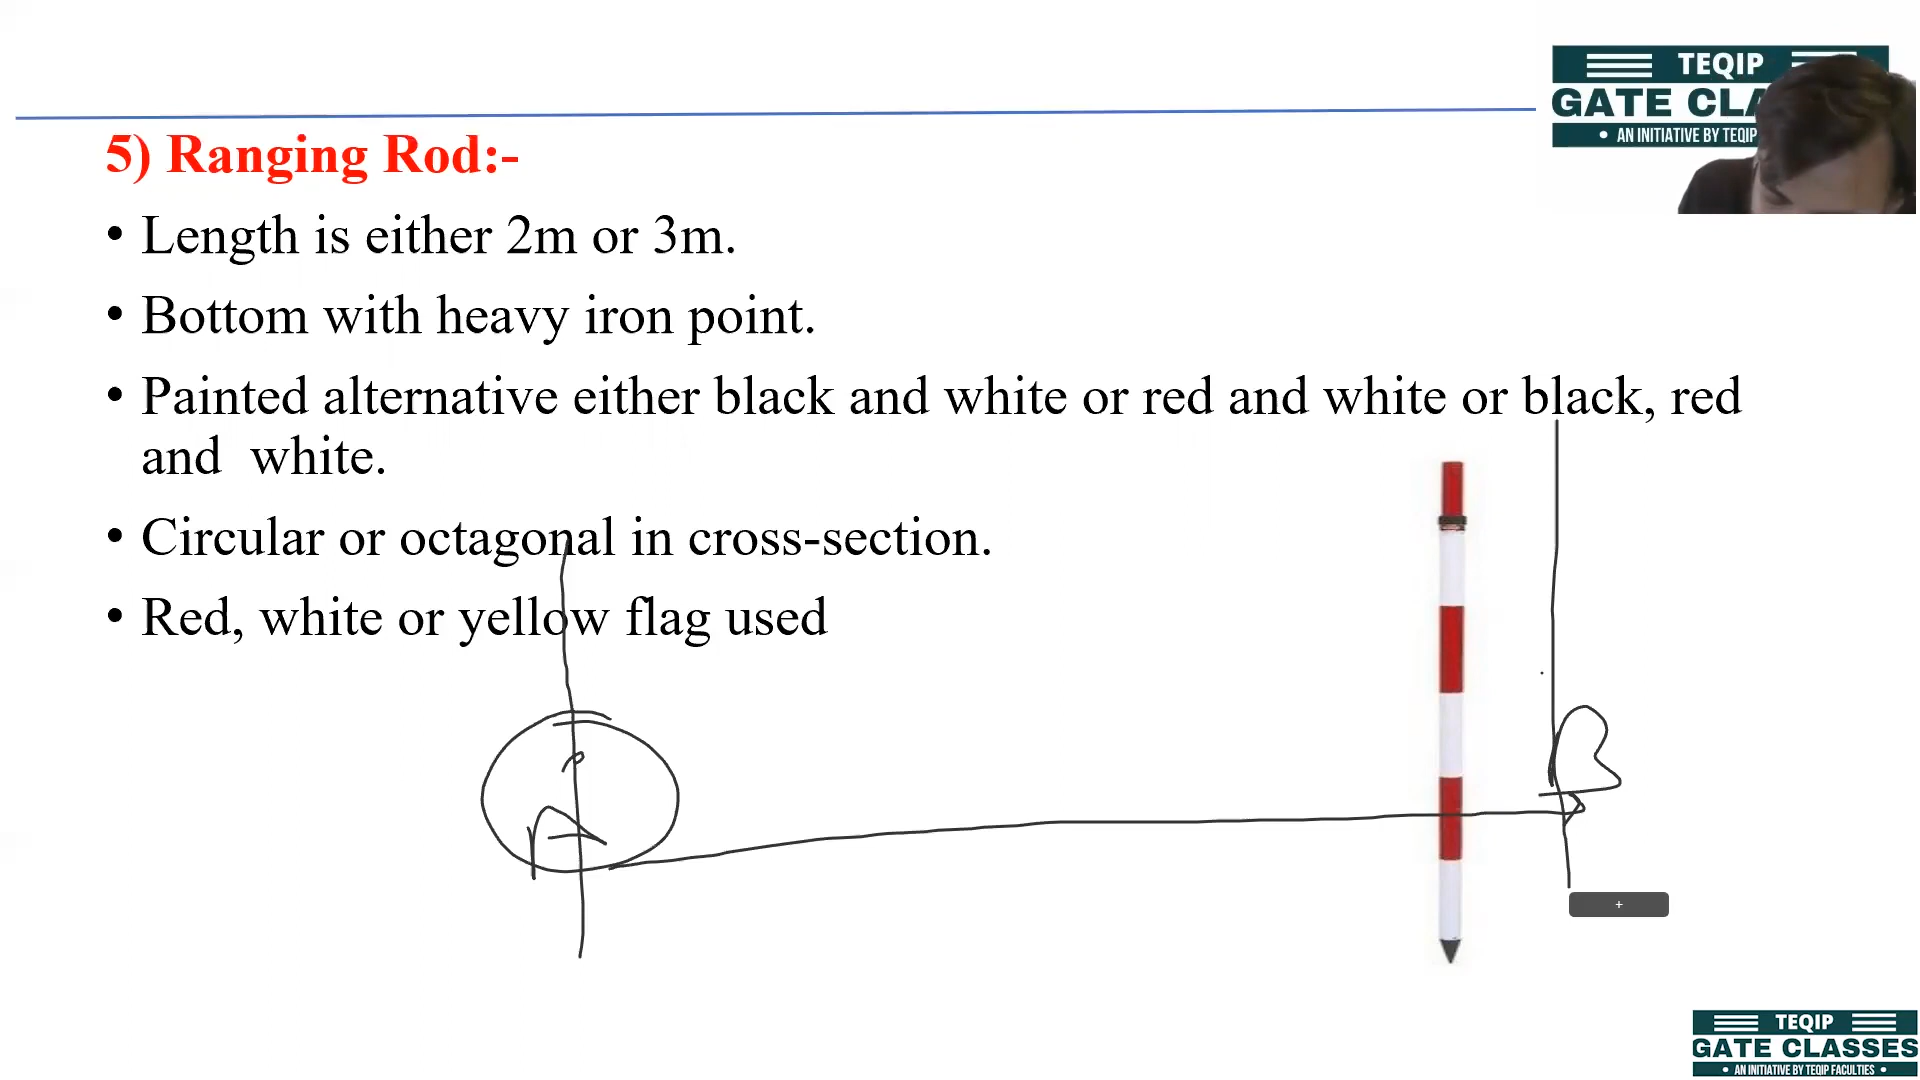 TEQIP
GATE CLA
• AN INITIATIVE BY TEQIP
5) Ranging Rod:-
• Length is either 2m or 3m.
• Bottom with heavy iron point.
• Painted alternative either black and white or red and white or black, red
and white.
• Circular or octagonal in cross-section.
• Red, white or yellow flag used
A
B
+
TEQIP
GATE CLASSES
• AN INITIATIVE BY TEQIP FACULTIES •